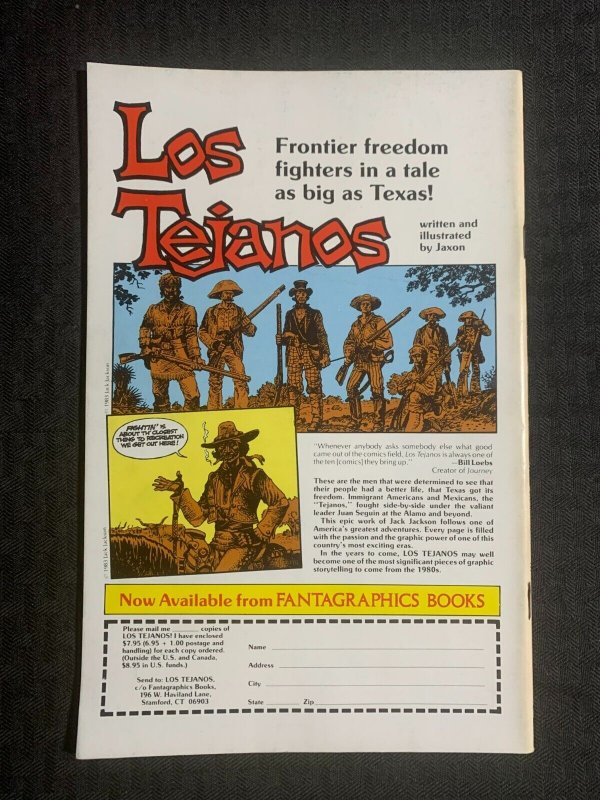 Los
Tejanos
Frontier freedom
fighters in a tale
as big as Texas!
written and
illustrated
by Jaxon
© 1983 Jack Jackson
FIGHTIN' IS
ABOUT TH' CLOSEST
THING TO RECREATION
WE GET OUT HERE!
© 1983 Jack Jackson
"Whenever anybody asks somebody else what good
came out of the comics field, Los Tejanos is always one of
the ten [comics] they bring up."
—Bill Loebs
Creator of Journey
These are the men that were determined to see that
their people had a better life, that Texas got its
freedom. Immigrant Americans and Mexicans, the
"Tejanos," fought side-by-side under the valiant
leader Juan Seguin at the Alamo and beyond.
This epic work of Jack Jackson follows one of
America's greatest adventures. Every page is filled
with the passion and the graphic power of one of this
country's most exciting eras.
In the years to come, LOS TEJANOS may well
become one of the most significant pieces of graphic
storytelling to come from the 1980s.
Now Available from FANTAGRAPHICS BOOKS
Please mail me ______ copies of
LOS TEJANOS! I have enclosed
$7.95 (6.95 + 1.00 postage and
handling) for each copy ordered.
(Outside the U.S. and Canada,
$8.95 in U.S. funds.)
Send to: LOS TEJANOS,
c/o Fantagraphics Books,
196 W. Haviland Lane,
Stamford, CT 06903
Name
Address
City
State Zip